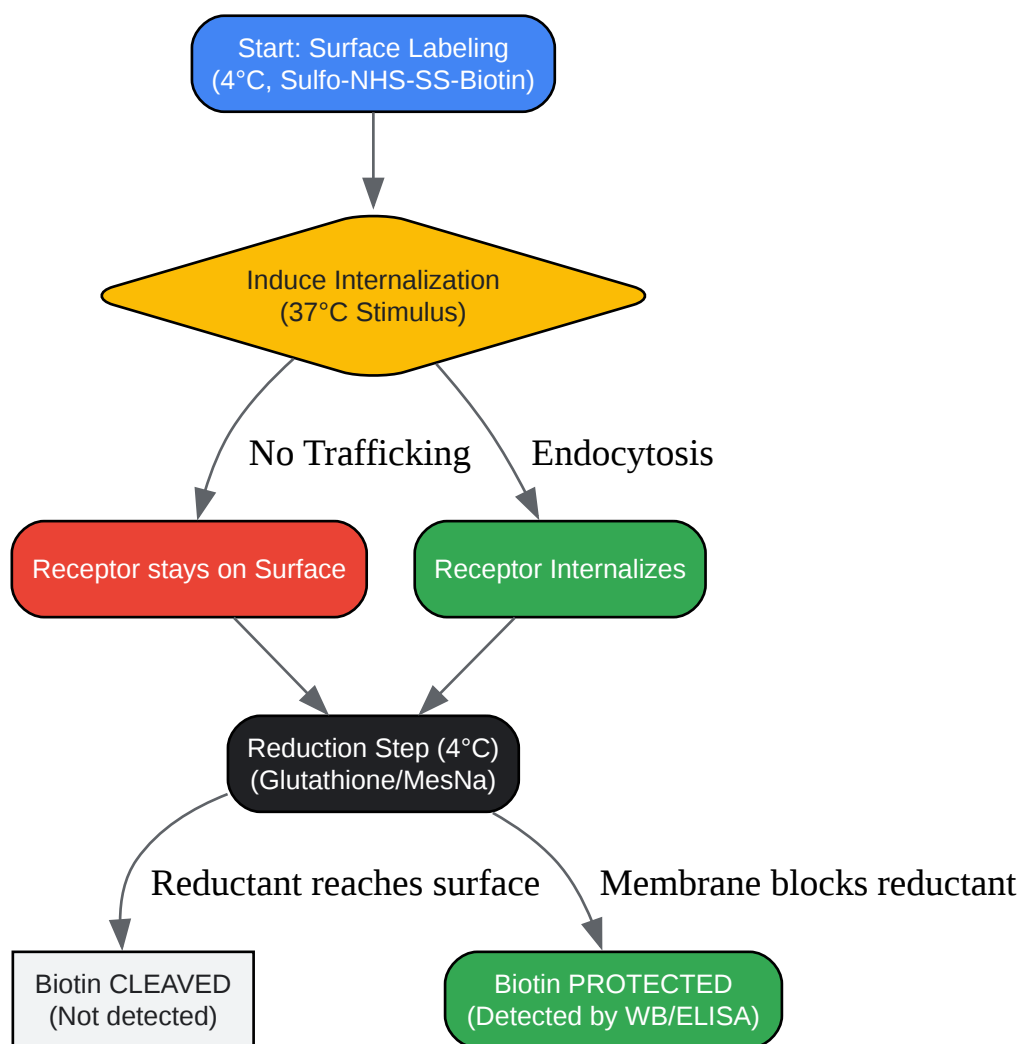 Start: Surface Labeling
(4°C, Sulfo-NHS-SS-Biotin)
Induce Internalization
(37°C Stimulus)
No Trafficking
Endocytosis
Receptor stays on Surface
Receptor Internalizes
Reduction Step (4°C)
(Glutathione/MesNa)
Reductant reaches surface
Membrane blocks reductant
Biotin CLEAVED
(Not detected)
Biotin PROTECTED
(Detected by WB/ELISA)